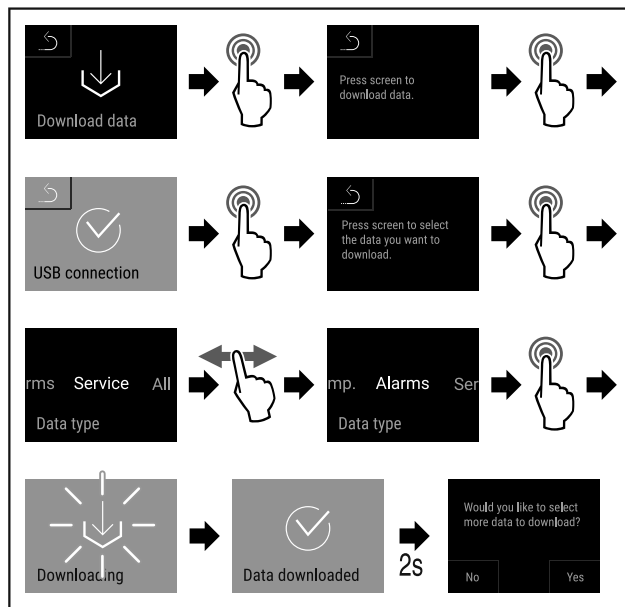 Download data
Press screen to
download data.
USB connection
Press screen to select
the data you want to
download.
rms Service All
Data type
mp. Alarms Ser
Data type
Downloading
Data downloaded
2s
Would you like to select
more data to download?
No Yes